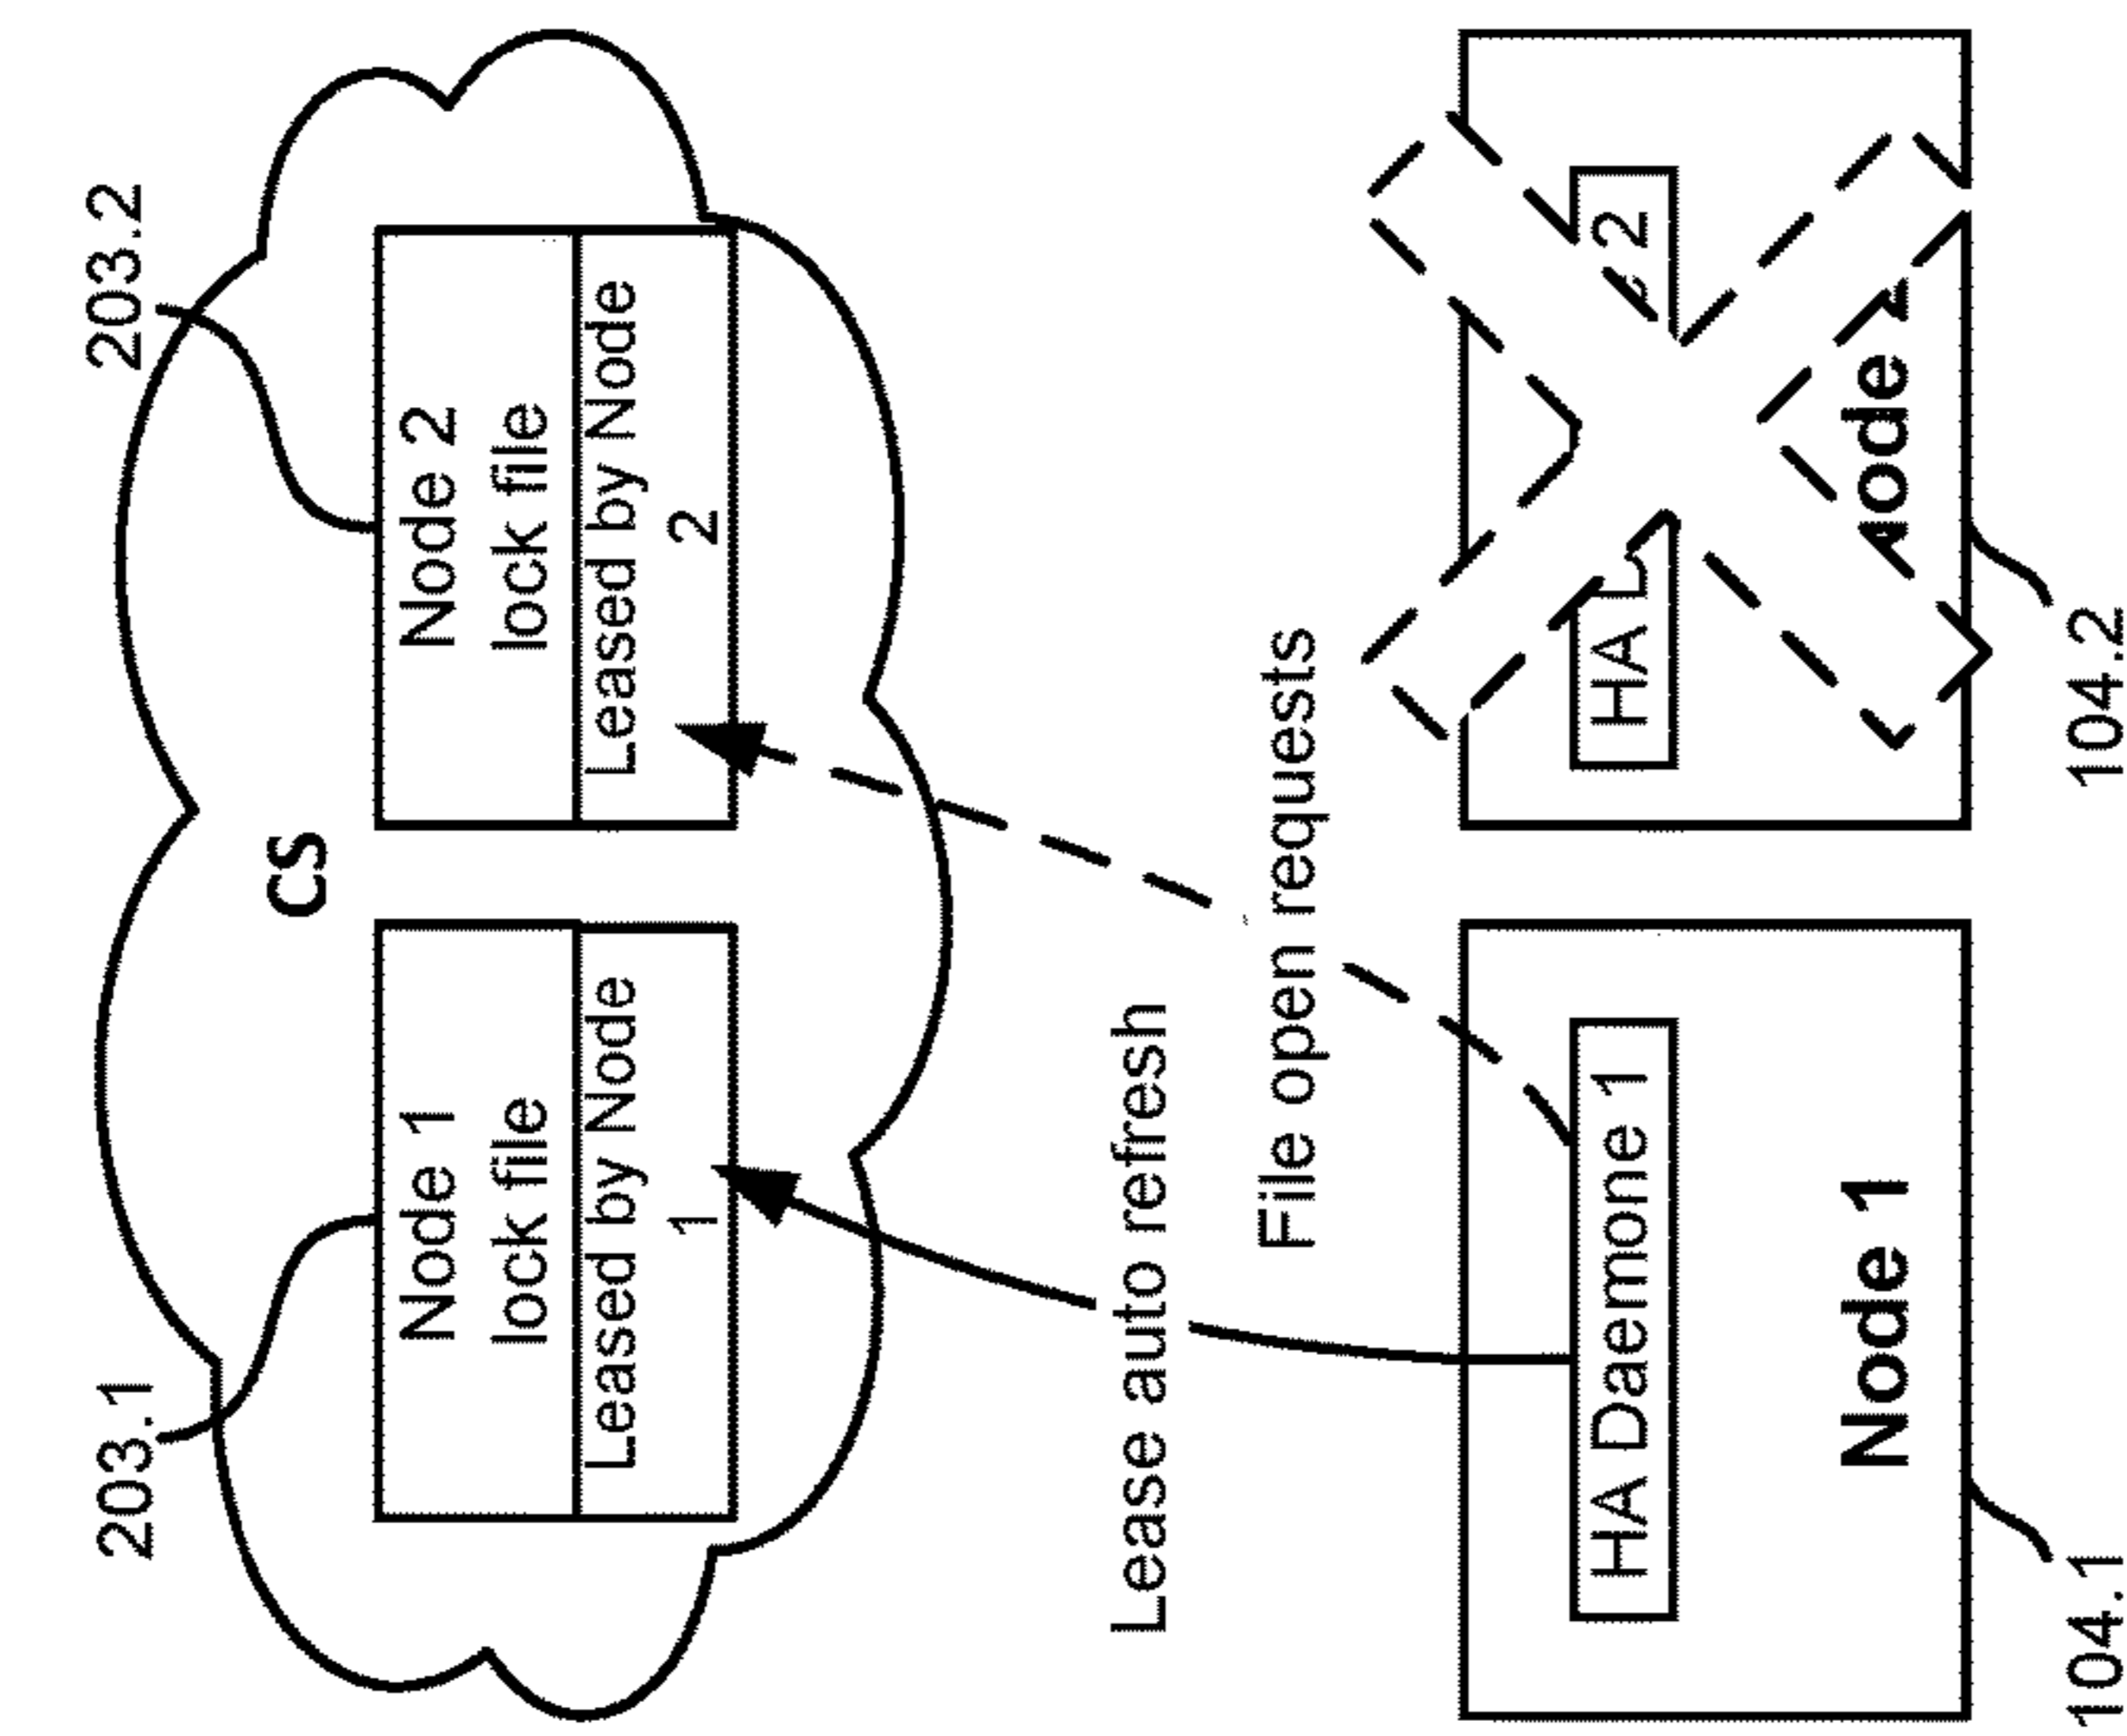 203.1
203.2
CS
Node 1
lock file
Leased by Node
1
Node 2
lock file
Leased by Node
2
Lease auto refresh
File open requests
HA Daemone 1
Node 1
HA
2
104.1
104.2